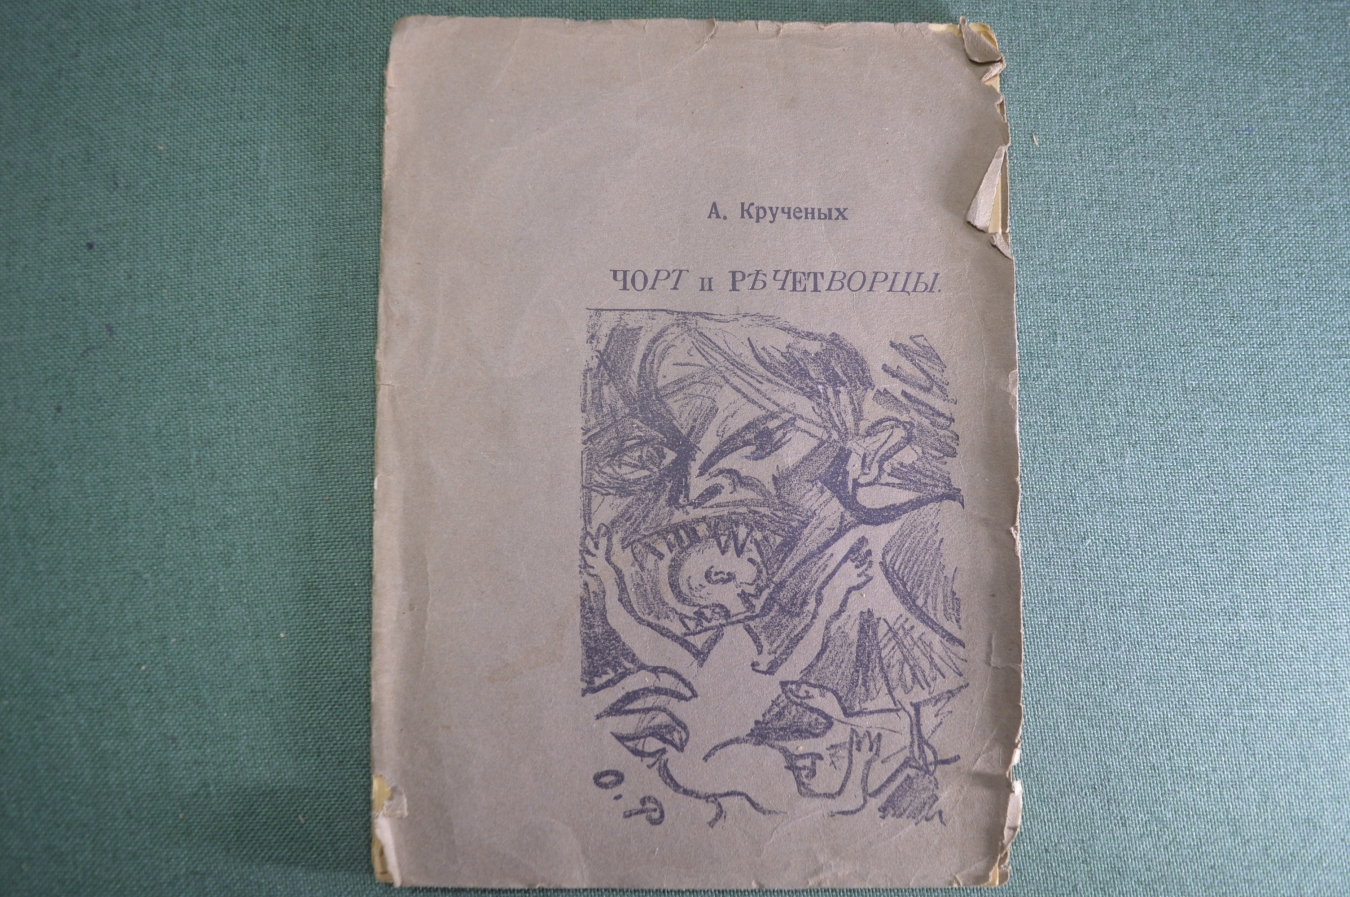 А. Крученых
ЧОРТ и РѢЧЕТВОРЦЫ.
О. Р